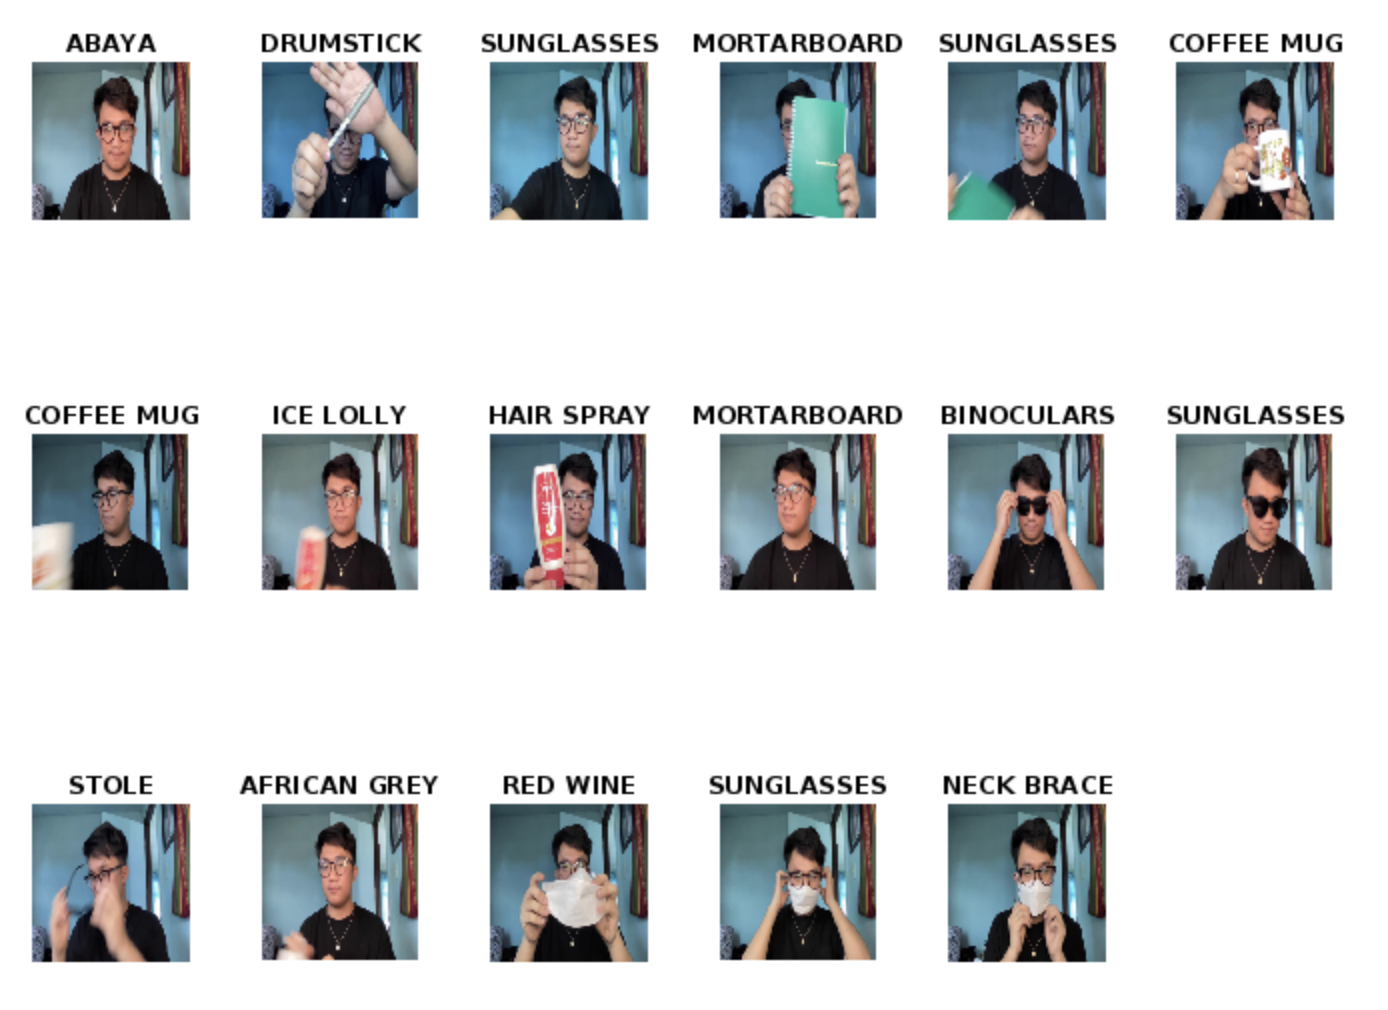 ABAYA DRUMSTICK SUNGLASSES MORTARBOARD SUNGLASSES COFFEE MUG
COFFEE MUG ICE LOLLY HAIR SPRAY MORTARBOARD BINOCULARS SUNGLASSES
STOLE AFRICAN GREY RED WINE SUNGLASSES NECK BRACE